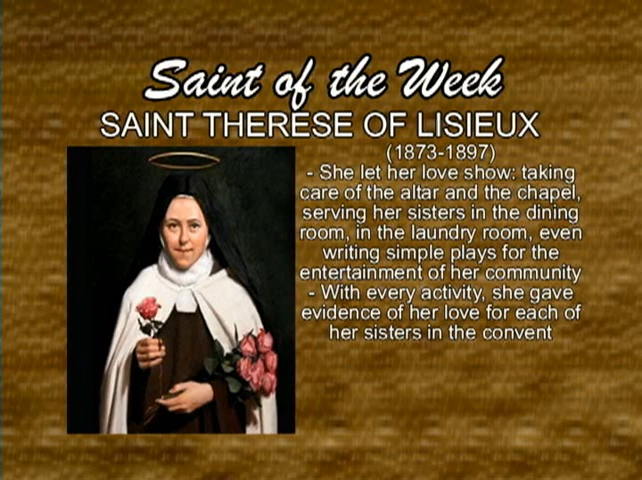 Saint of the Week
SAINT THERESE OF LISIEUX
(1873-1897)
- She let her love show: taking
care of the altar and the chapel,
serving her sisters in the dining
room, in the laundry room, even
writing simple plays for the
entertainment of her community
- With every activity, she gave
evidence of her love for each of
her sisters in the convent